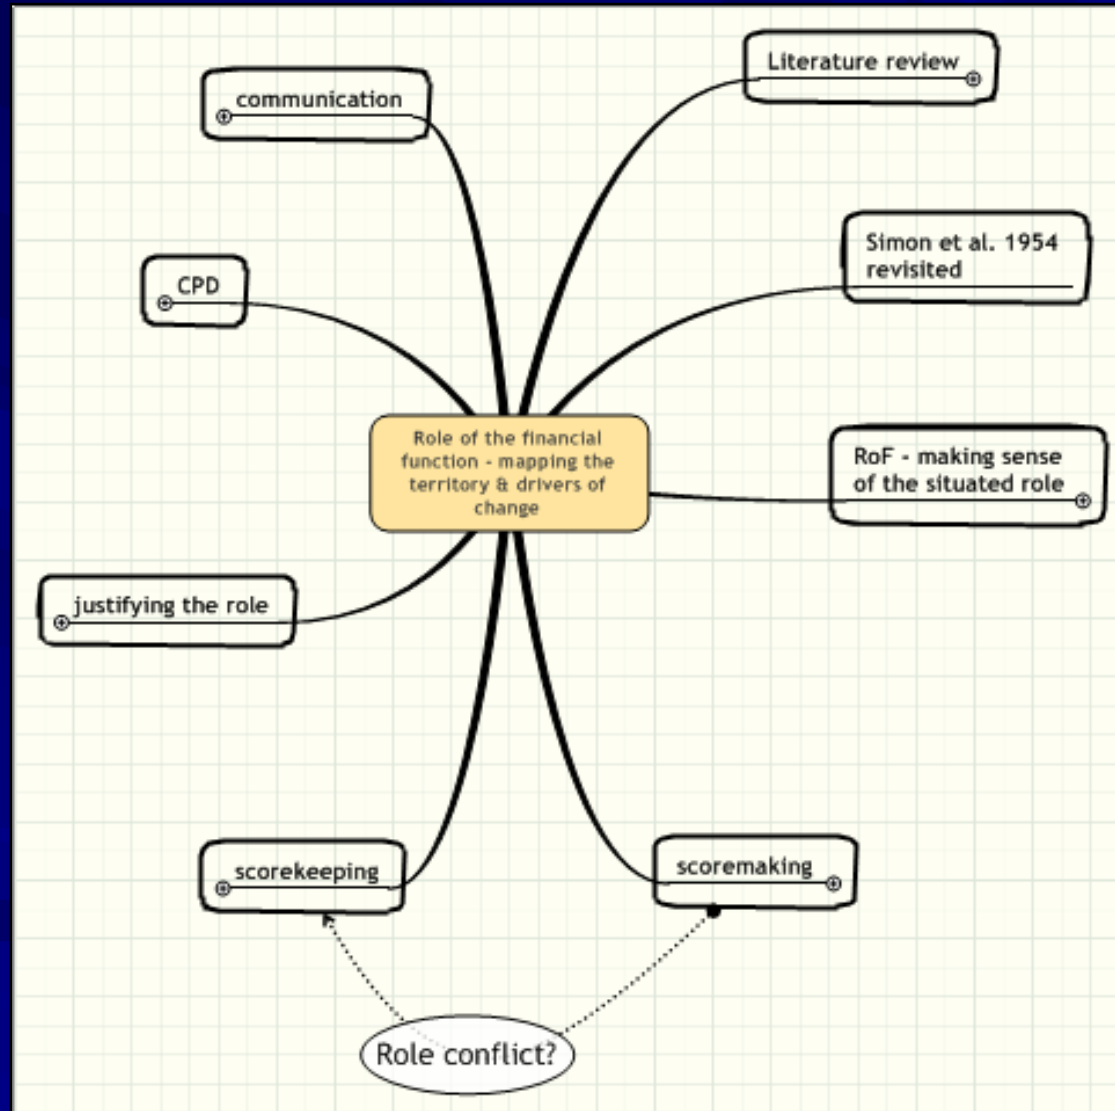 Literature review
communication
Simon et al. 1954
revisited
CPD
Role of the financial
function - mapping the
territory & drivers of
change
RoF - making sense
of the situated role
justifying the role
scorekeeping
scoremaking
Role conflict?